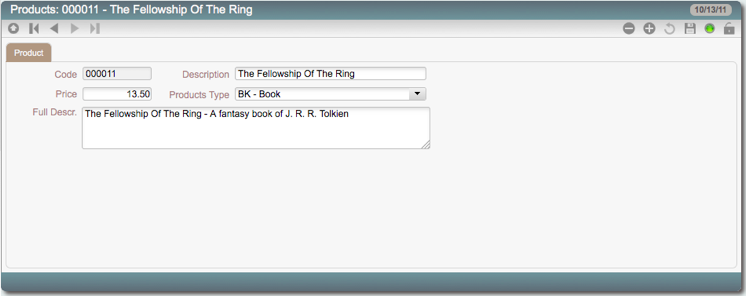 Products: 000011 - The Fellowship Of The Ring 10/13/11
Product
Code 000011 Description The Fellowship Of The Ring
Price 13.50 Products Type BK - Book
Full Descr. The Fellowship Of The Ring - A fantasy book of J. R. R. Tolkien